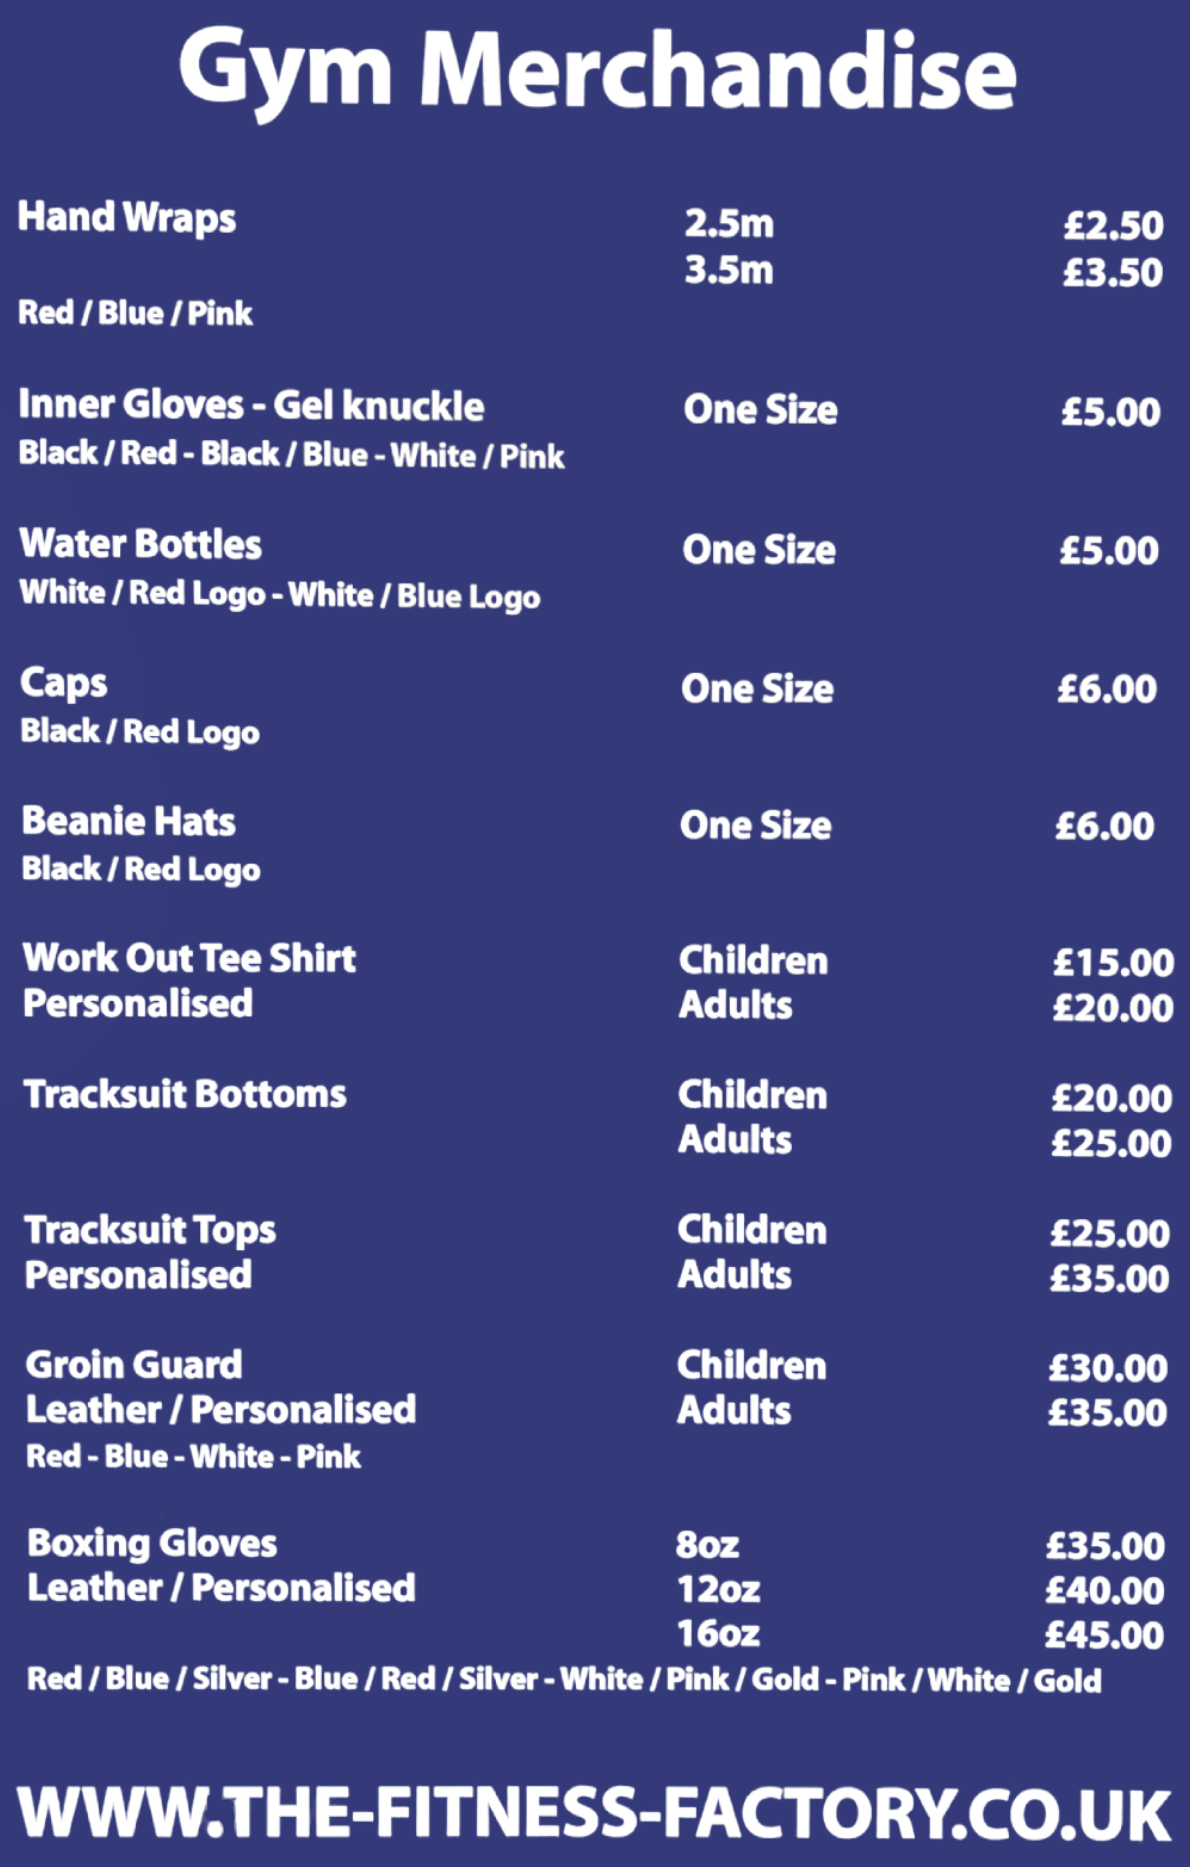 Gym Merchandise
Hand Wraps 2.5m £2.50
3.5m £3.50
Red / Blue / Pink
Inner Gloves - Gel knuckle One Size £5.00
Black / Red - Black / Blue - White / Pink
Water Bottles One Size £5.00
White / Red Logo - White / Blue Logo
Caps One Size £6.00
Black / Red Logo
Beanie Hats One Size £6.00
Black / Red Logo
Work Out Tee Shirt Children £15.00
Personalised Adults £20.00
Tracksuit Bottoms Children £20.00
Adults £25.00
Tracksuit Tops Children £25.00
Personalised Adults £35.00
Groin Guard Children £30.00
Leather / Personalised Adults £35.00
Red - Blue - White - Pink
Boxing Gloves 8oz £35.00
Leather / Personalised 12oz £40.00
16oz £45.00
Red / Blue / Silver - Blue / Red / Silver - White / Pink / Gold - Pink / White / Gold
WWW.THE-FITNESS-FACTORY.CO.UK